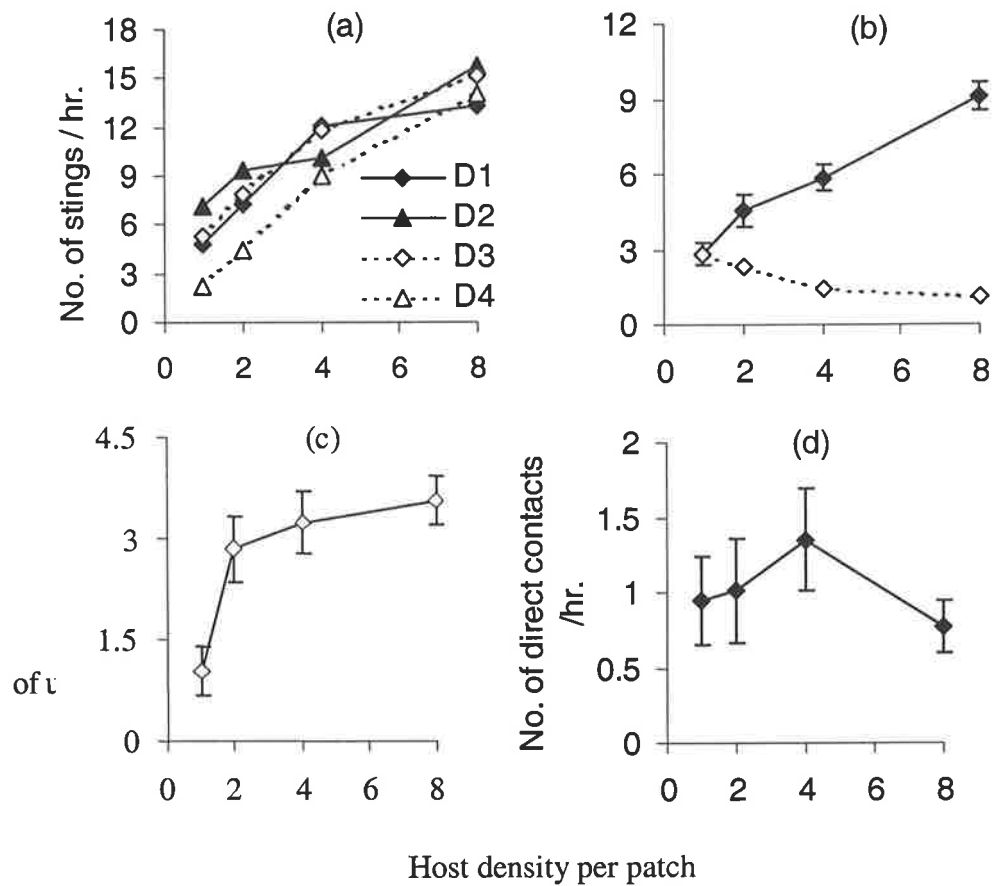 (a)
18
15
12
9
6
3
0
No. of stings / hr.
D1
D2
D3
D4
0 2 4 6 8
(b)
12
9
6
3
0
0 2 4 6 8
(c)
4.5
3
1.5
0
of
0 2 4 6 8
(d)
2
1.5
1
0.5
0
No. of direct contacts
/hr.
0 2 4 6 8
Host density per patch